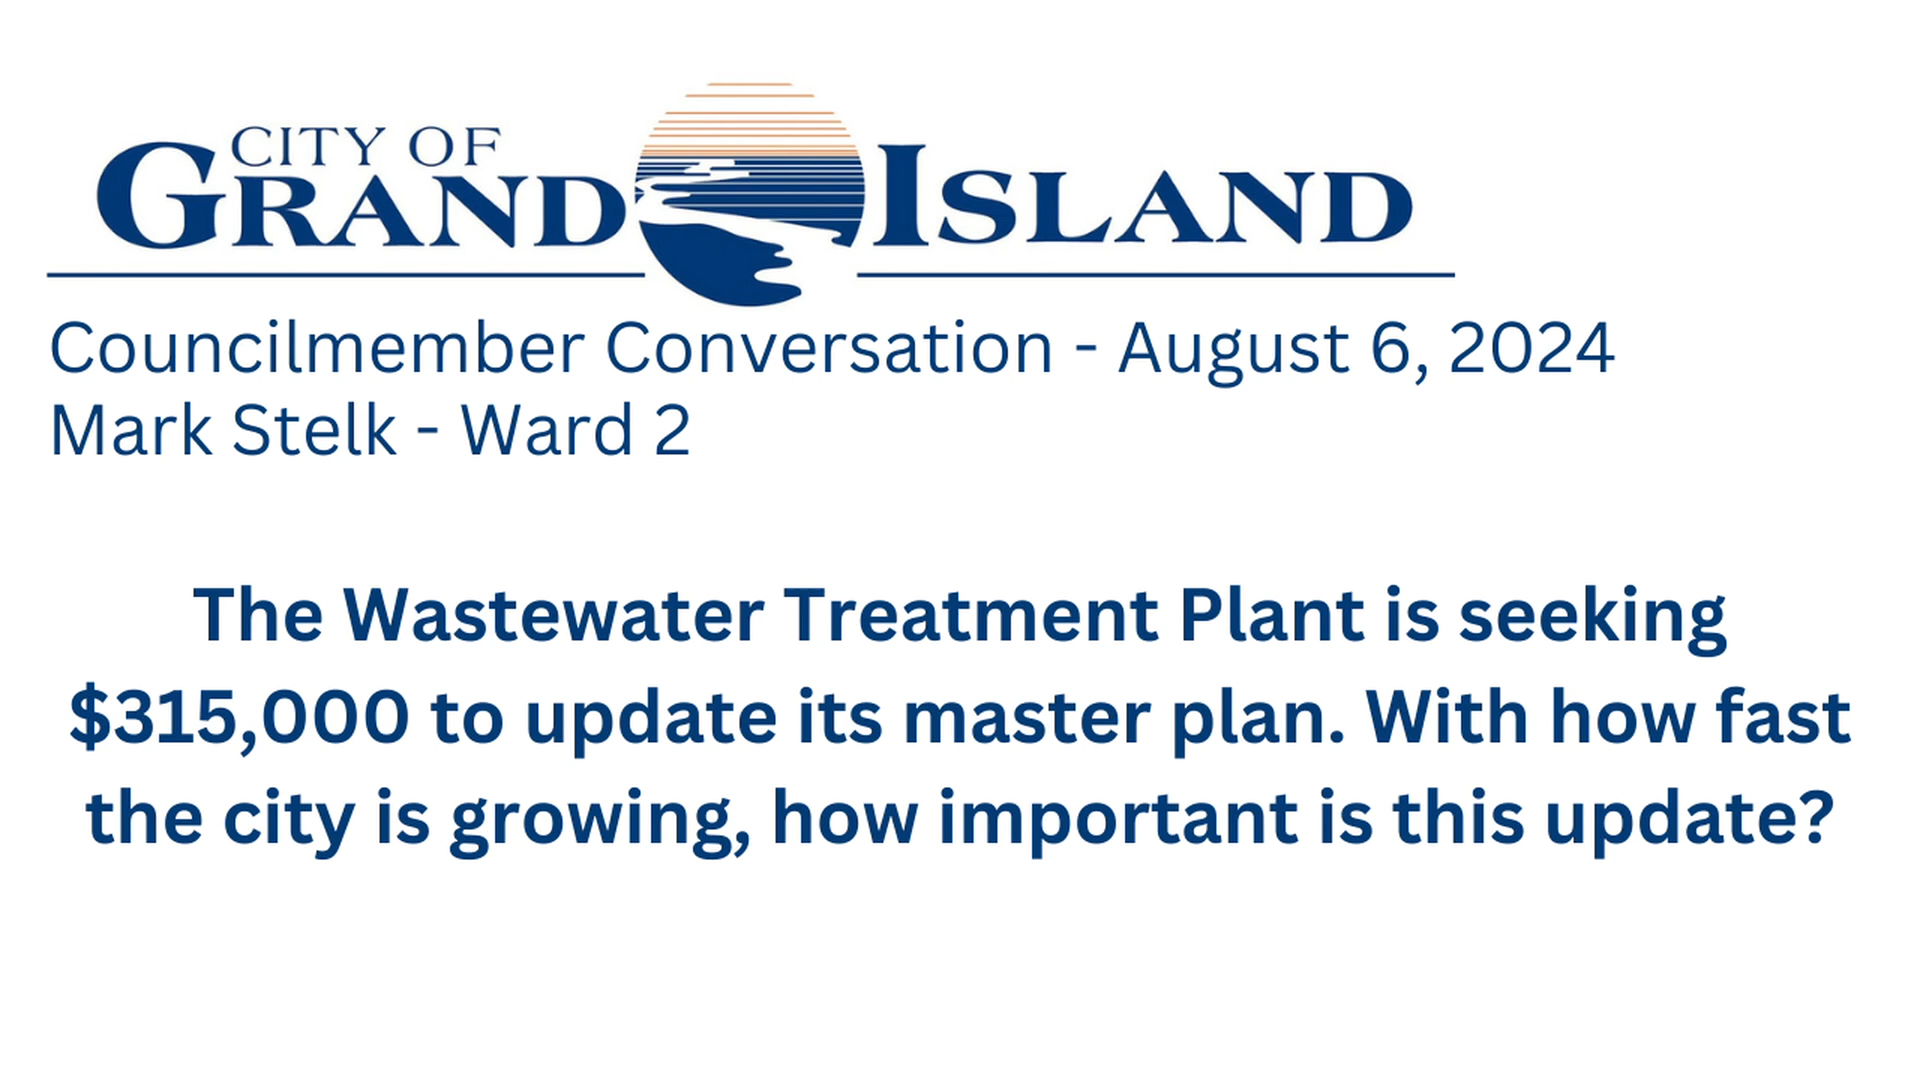 CITY OF
GRAND ISLAND
Councilmember Conversation - August 6, 2024
Mark Stelk - Ward 2
The Wastewater Treatment Plant is seeking
$315,000 to update its master plan. With how fast
the city is growing, how important is this update?